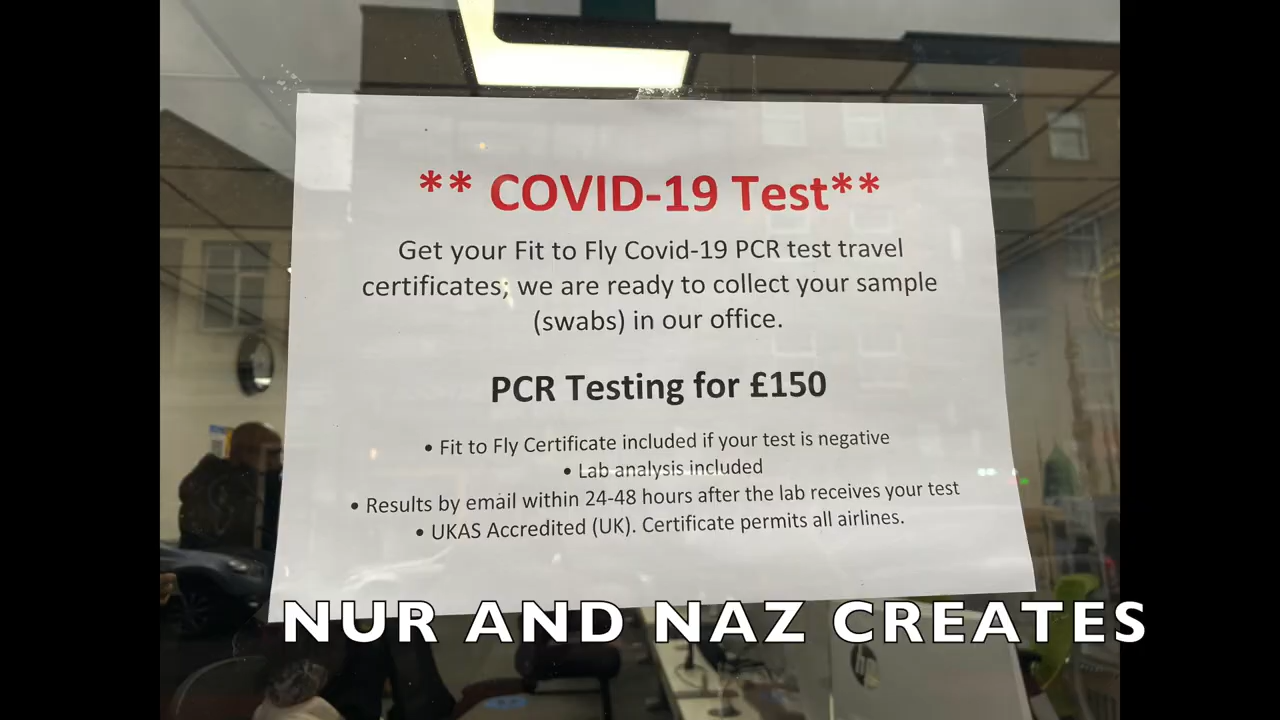 ** COVID-19 Test**
Get your Fit to Fly Covid-19 PCR test travel
certificates; we are ready to collect your sample
(swabs) in our office.
PCR Testing for £150
• Fit to Fly Certificate included if your test is negative
• Lab analysis included
• Results by email within 24-48 hours after the lab receives your test
• UKAS Accredited (UK). Certificate permits all airlines.
NUR AND NAZ CREATES
hp